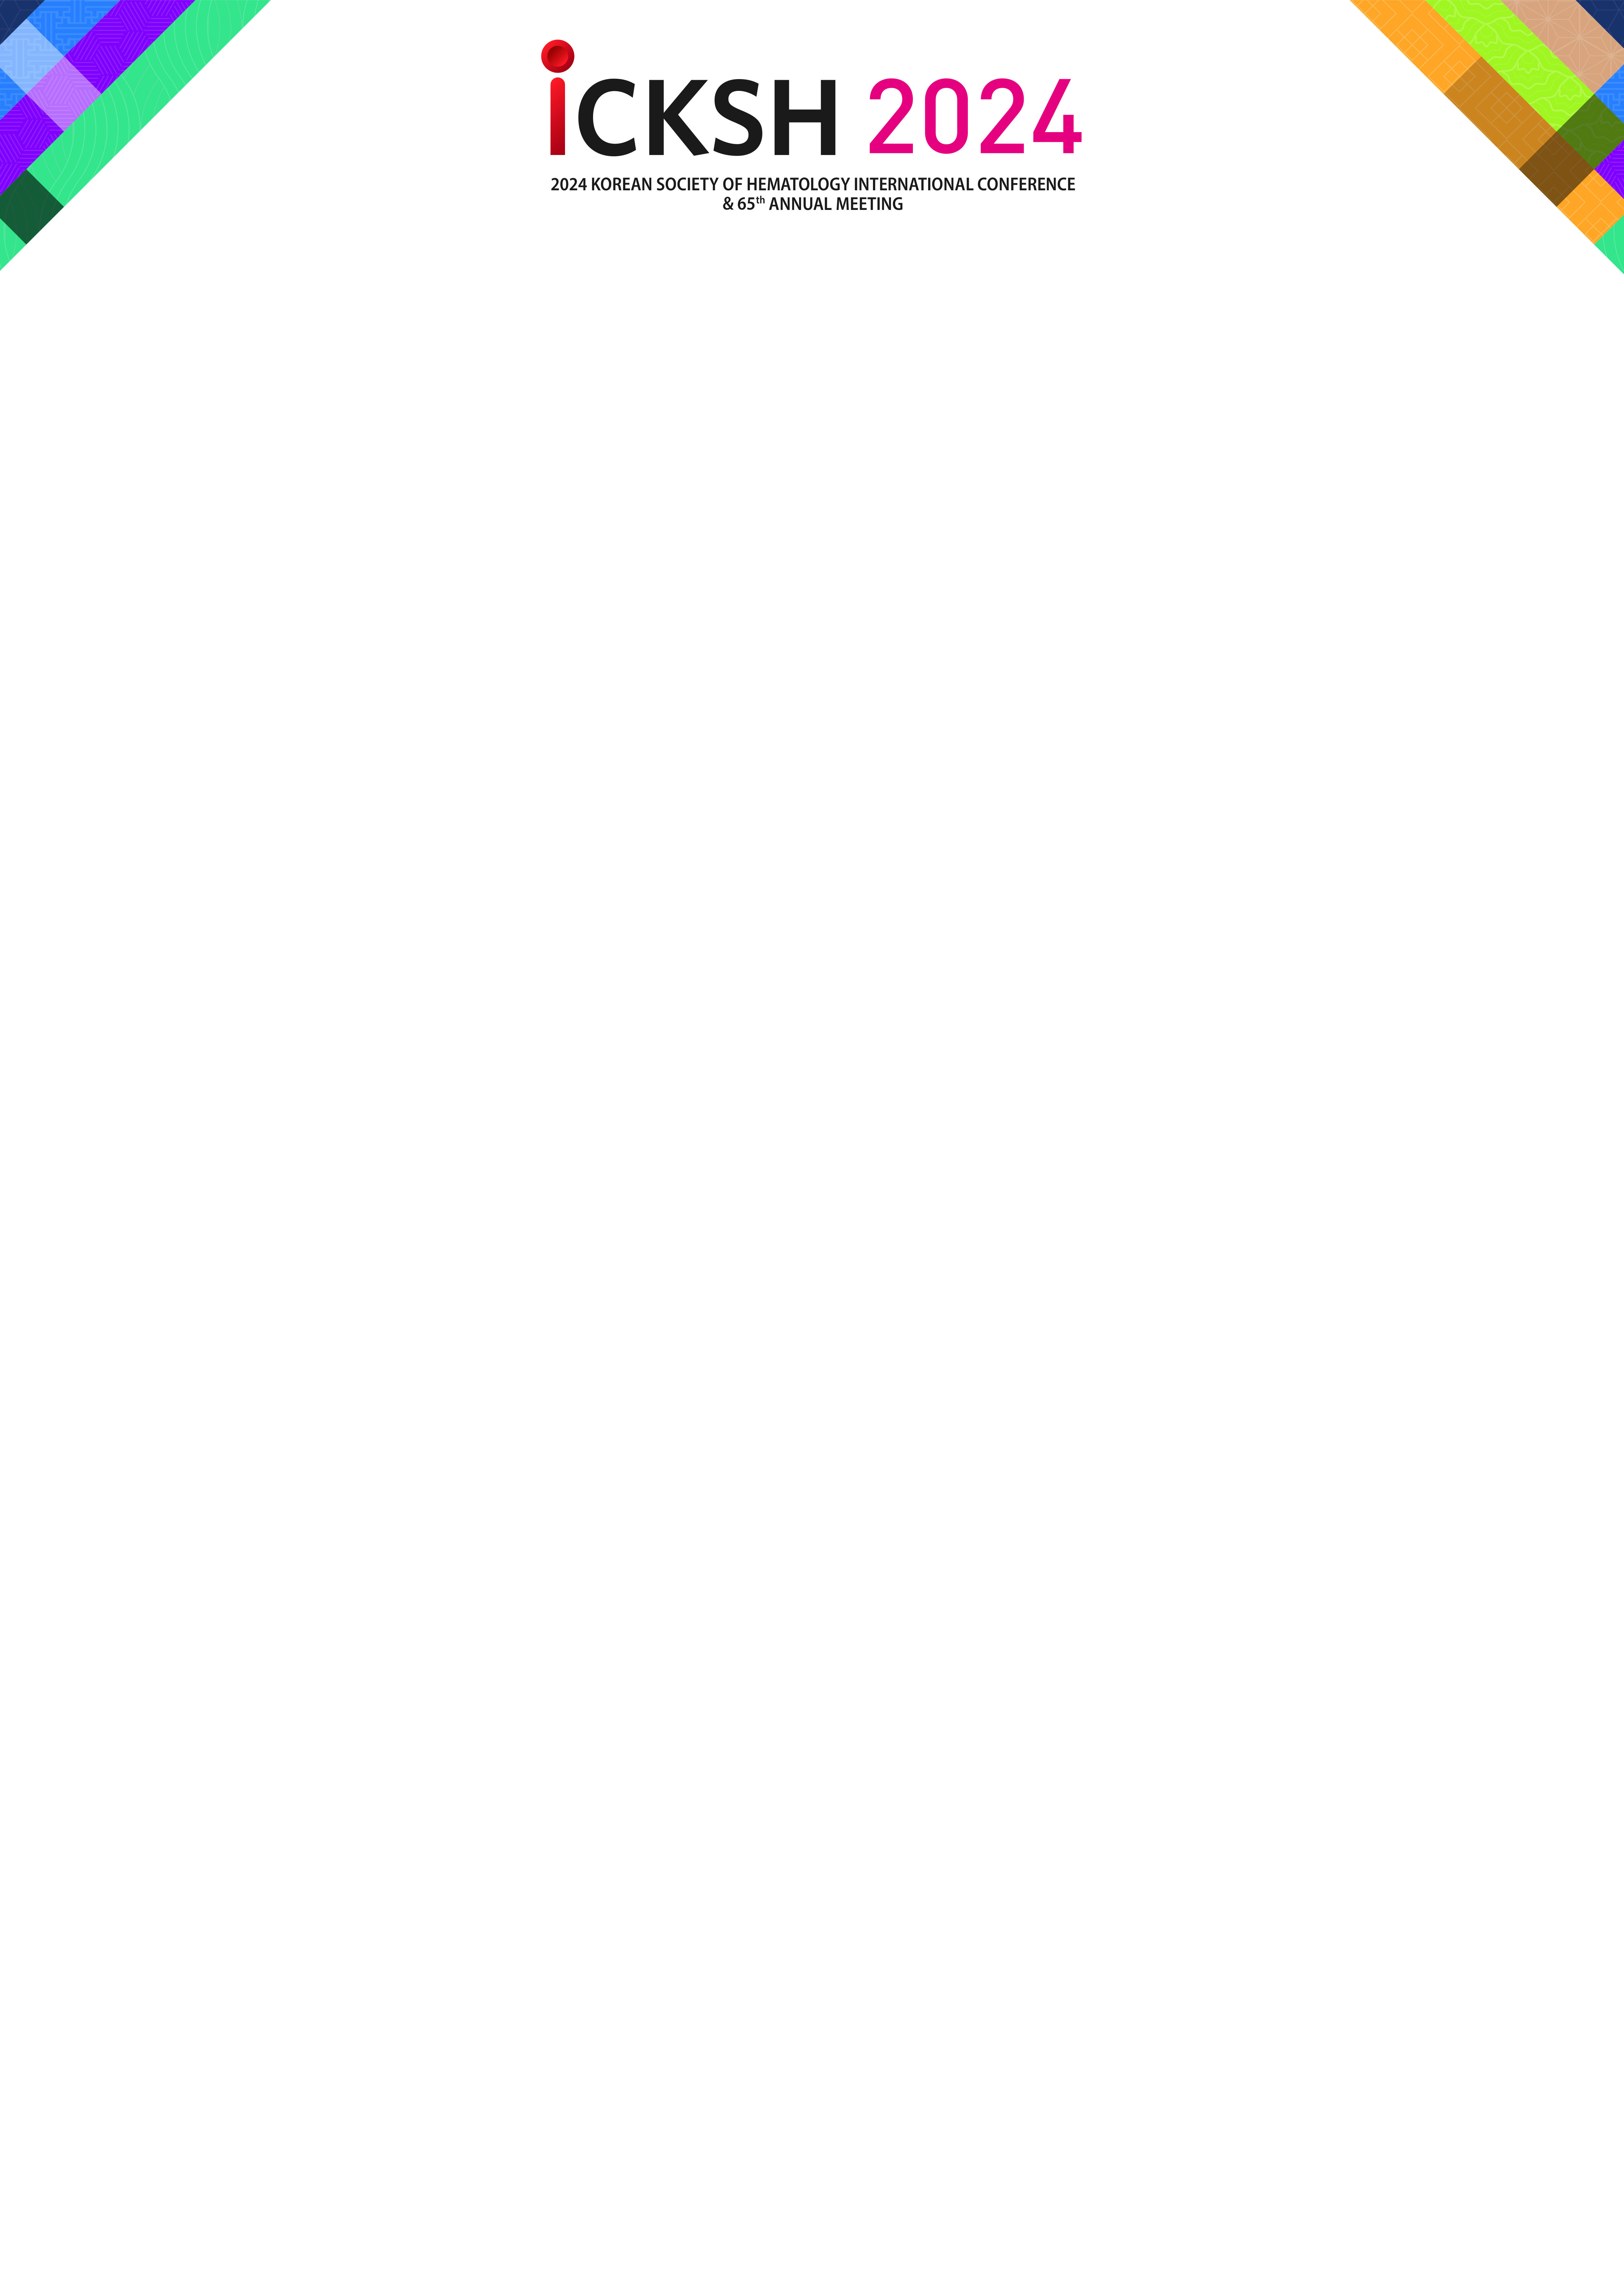 iCKSH 2024
2024 KOREAN SOCIETY OF HEMATOLOGY INTERNATIONAL CONFERENCE
& 65th ANNUAL MEETING